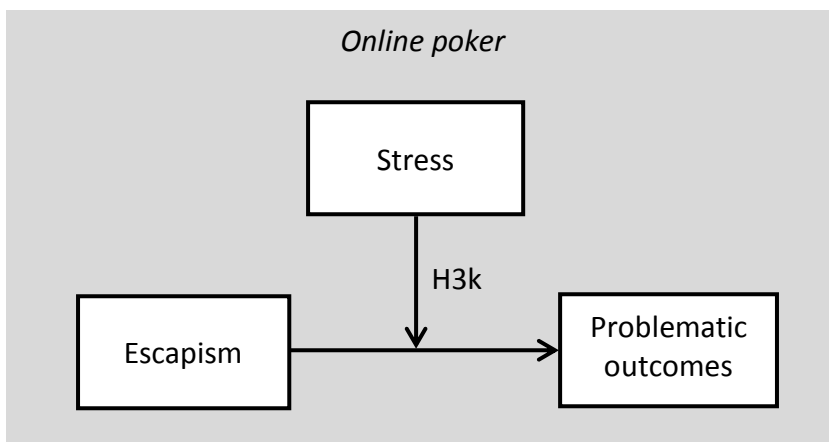 Online poker
Stress
H3k
Escapism
Problematic
outcomes